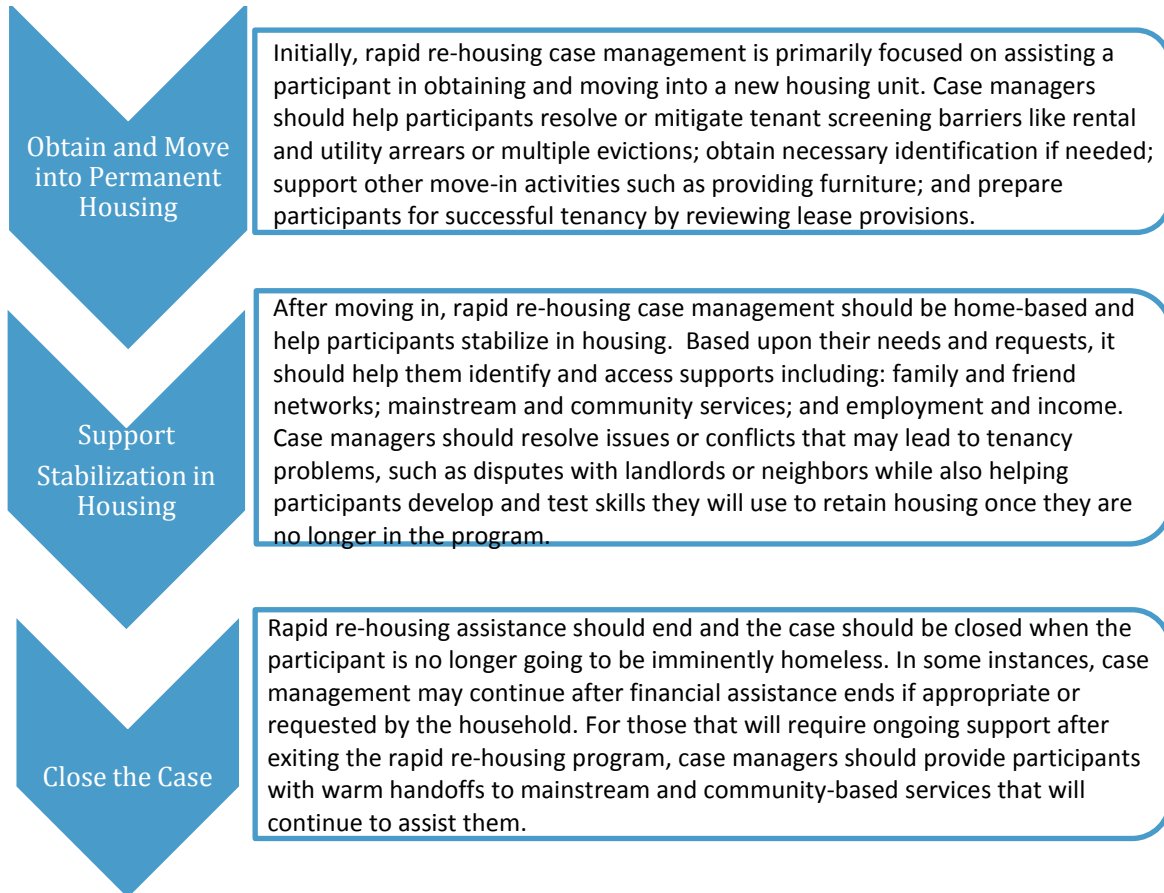 Obtain and Move
into Permanent
Housing
Initially, rapid re-housing case management is primarily focused on assisting a
participant in obtaining and moving into a new housing unit. Case managers
should help participants resolve or mitigate tenant screening barriers like rental
and utility arrears or multiple evictions; obtain necessary identification if needed;
support other move-in activities such as providing furniture; and prepare
participants for successful tenancy by reviewing lease provisions.
Support
Stabilization in
Housing
After moving in, rapid re-housing case management should be home-based and
help participants stabilize in housing.  Based upon their needs and requests, it
should help them identify and access supports including: family and friend
networks; mainstream and community services; and employment and income.
Case managers should resolve issues or conflicts that may lead to tenancy
problems, such as disputes with landlords or neighbors while also helping
participants develop and test skills they will use to retain housing once they are
no longer in the program.
Close the Case
Rapid re-housing assistance should end and the case should be closed when the
participant is no longer going to be imminently homeless. In some instances, case
management may continue after financial assistance ends if appropriate or
requested by the household. For those that will require ongoing support after
exiting the rapid re-housing program, case managers should provide participants
with warm handoffs to mainstream and community-based services that will
continue to assist them.